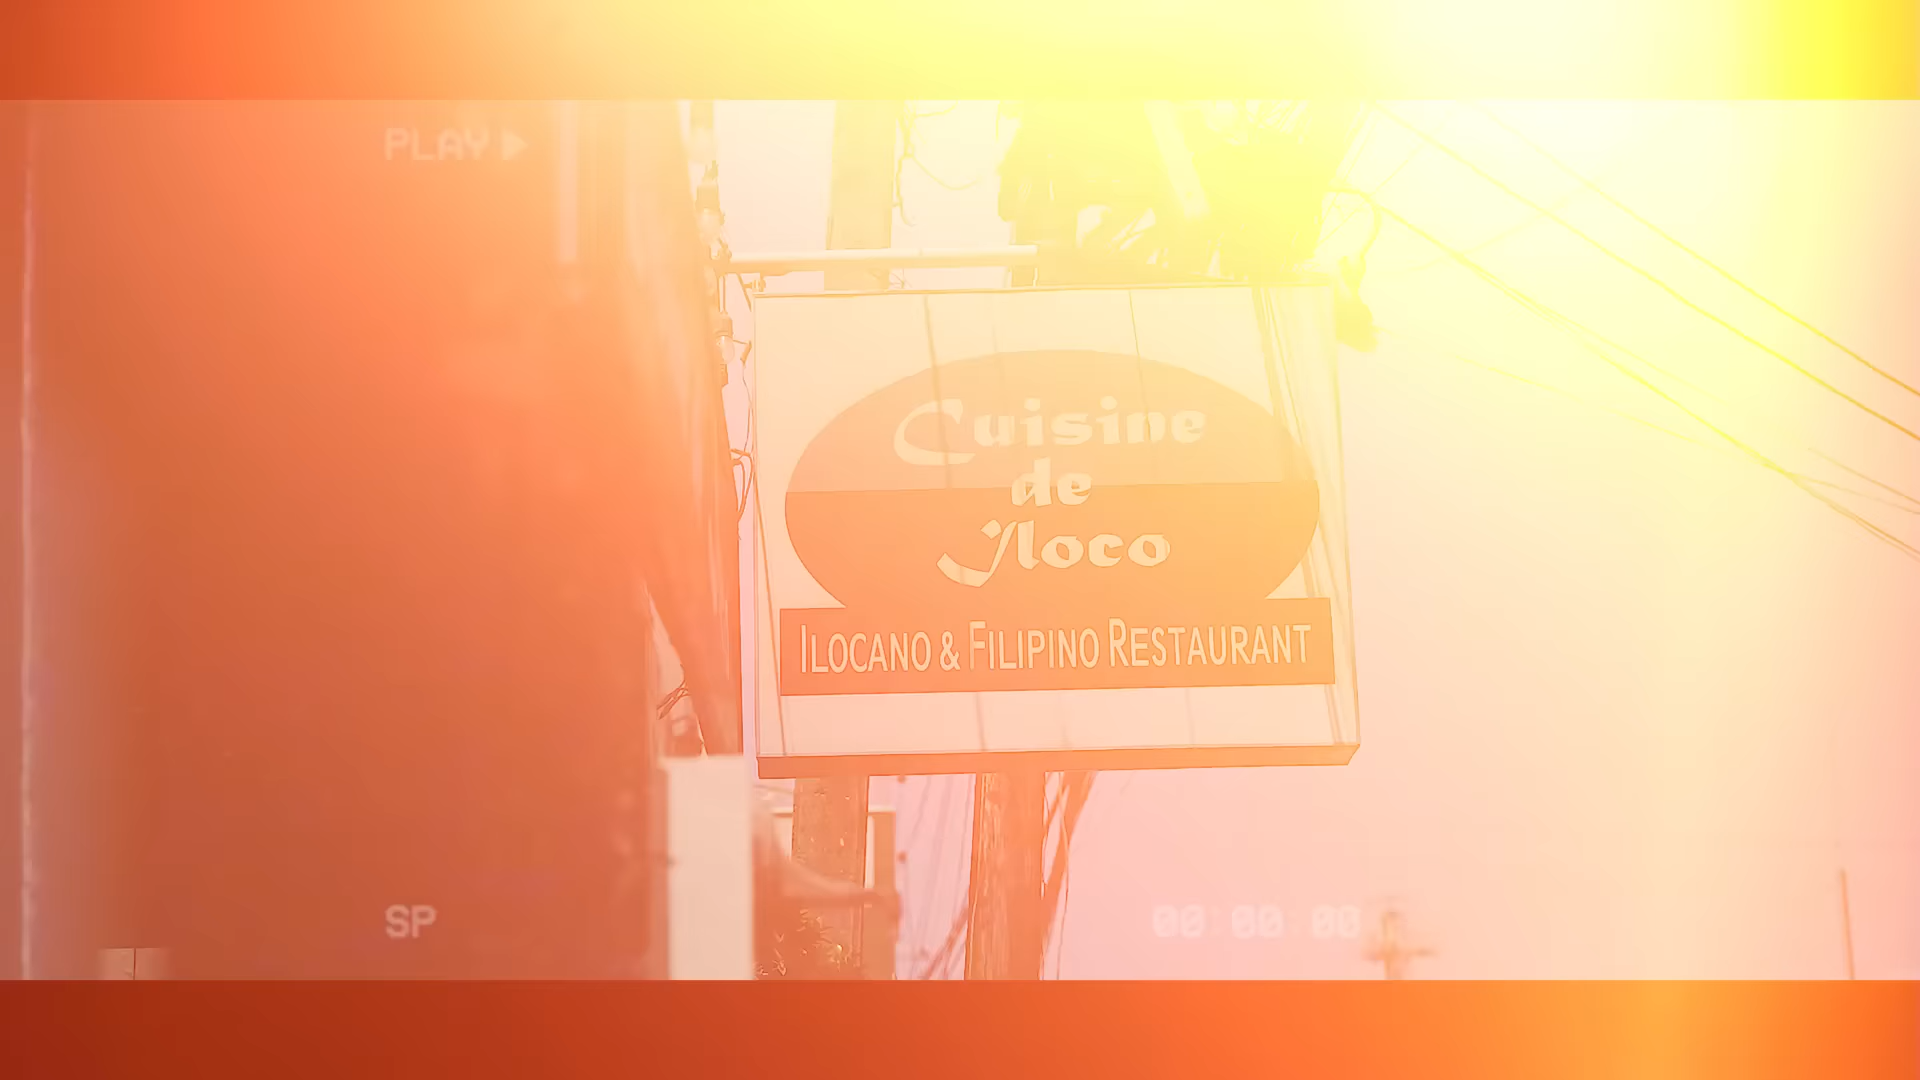 PLAY
Cuisine
de
Iloco
ILOCANO & FILIPINO RESTAURANT
SP
00:00:00